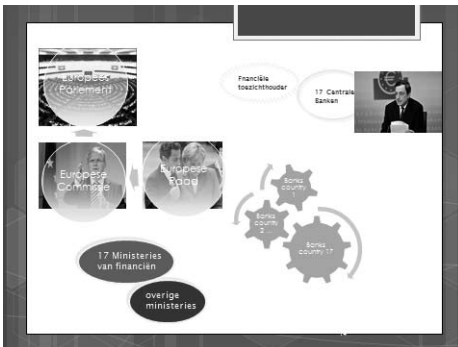 Europees
Parlement
Financiële
toezichthouder
17 Centrale
Banken
Europese
Commissie
Europese
Raad
Banks
country
Banks
country
2 ...
Banks
country 17
17 Ministeries
van financiën
overige
ministeries